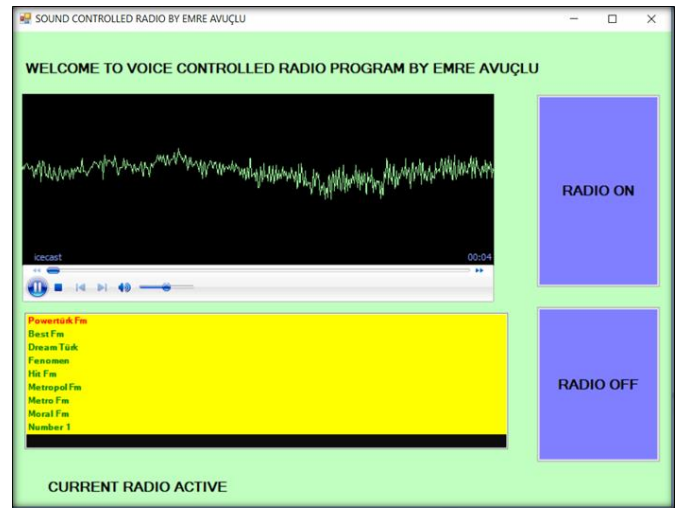 SOUND CONTROLLED RADIO BY EMRE AVUÇLU
WELCOME TO VOICE CONTROLLED RADIO PROGRAM BY EMRE AVUÇLU
icecast
00:04
RADIO ON
Powertürk Fm
Best Fm
Dream Türk
Fenomen
Hit Fm
Metropol Fm
Metro Fm
Moral Fm
Number 1
RADIO OFF
CURRENT RADIO ACTIVE